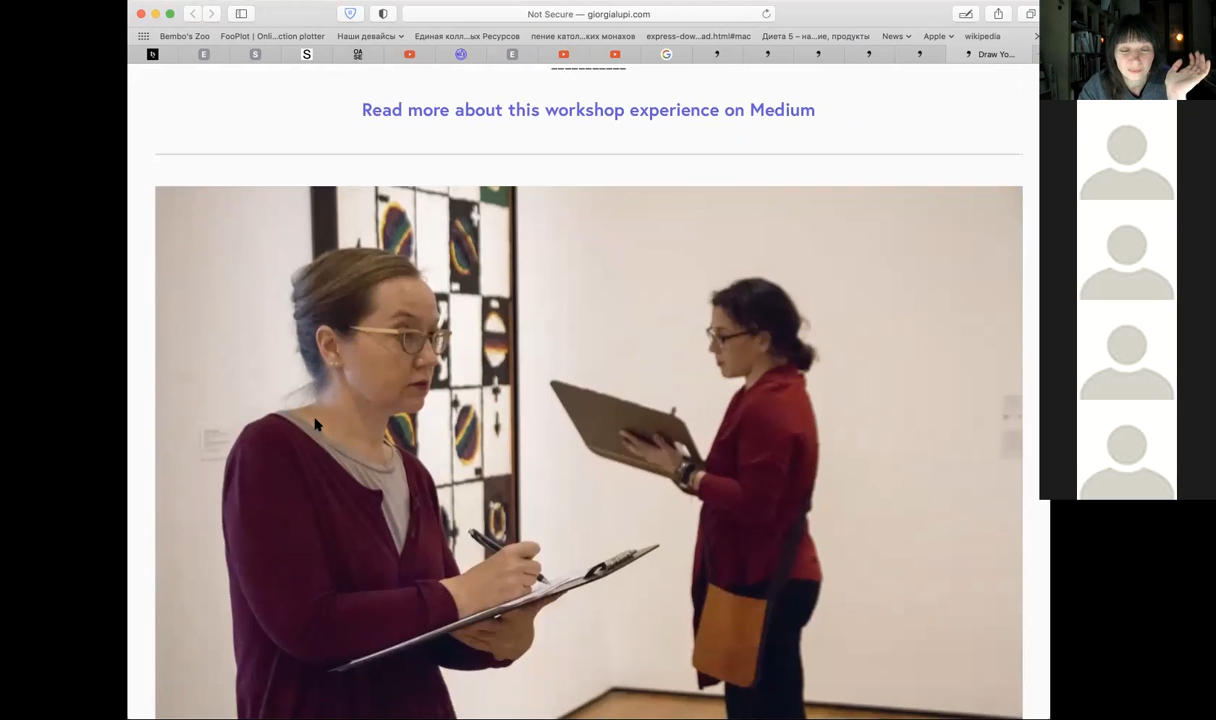 Not Secure — giorgialupi.com
Bembo's Zoo FooPlot | Onli...ction plotter Наши девайсы Единая колл...ых Ресурсов пение катол...ких монахов express-dow...ad.html#mac Диета 5 – на...ие, продукты News Apple wikipedia
E S S OA E Draw Yo...
SE
Read more about this workshop experience on Medium